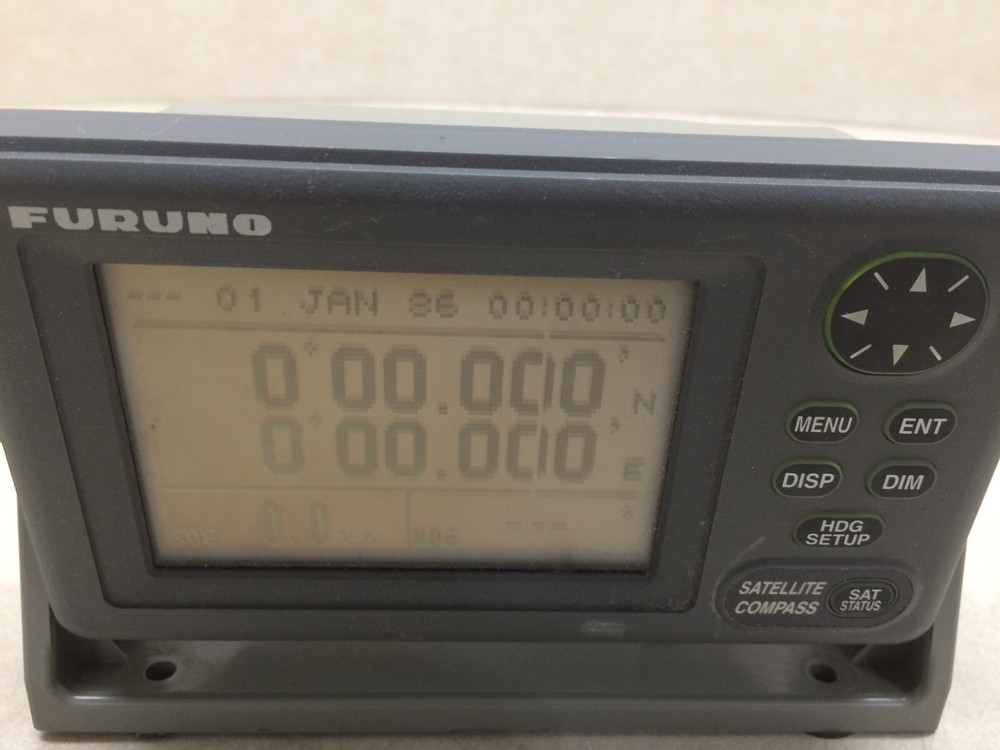 FURUNO
--- 01 JAN 86 00:00:00
0° 00.000' N
0° 00.000' E
HDG ---
MENU ENT
DISP DIM
HDG
SETUP
SATELLITE
COMPASS
SAT
STATUS